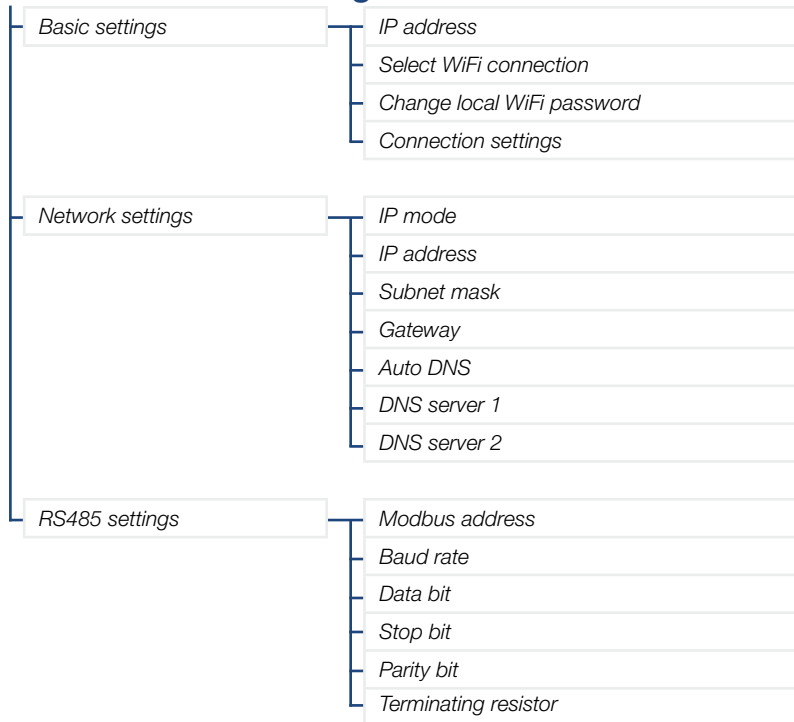 Basic settings
IP address
Select WiFi connection
Change local WiFi password
Connection settings
Network settings
IP mode
IP address
Subnet mask
Gateway
Auto DNS
DNS server 1
DNS server 2
RS485 settings
Modbus address
Baud rate
Data bit
Stop bit
Parity bit
Terminating resistor